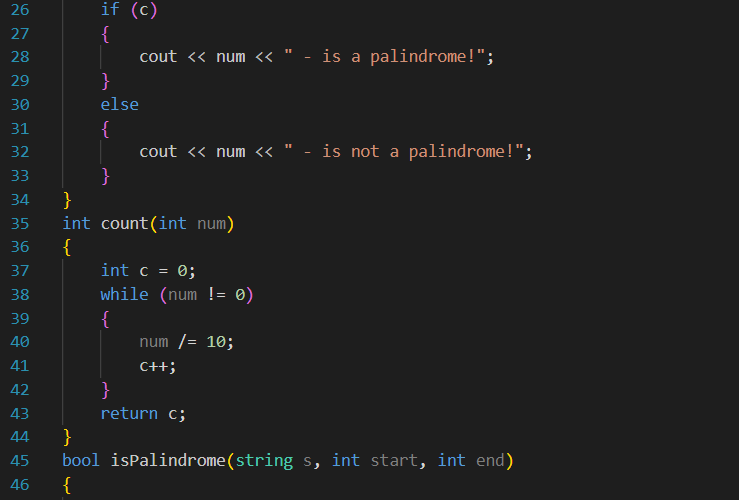 26 if (c)
27 {
28 cout << num << " - is a palindrome!";
29 }
30 else
31 {
32 cout << num << " - is not a palindrome!";
33 }
34 }
35 int count(int num)
36 {
37 int c = 0;
38 while (num != 0)
39 {
40 num /= 10;
41 c++;
42 }
43 return c;
44 }
45 bool isPalindrome(string s, int start, int end)
46 {